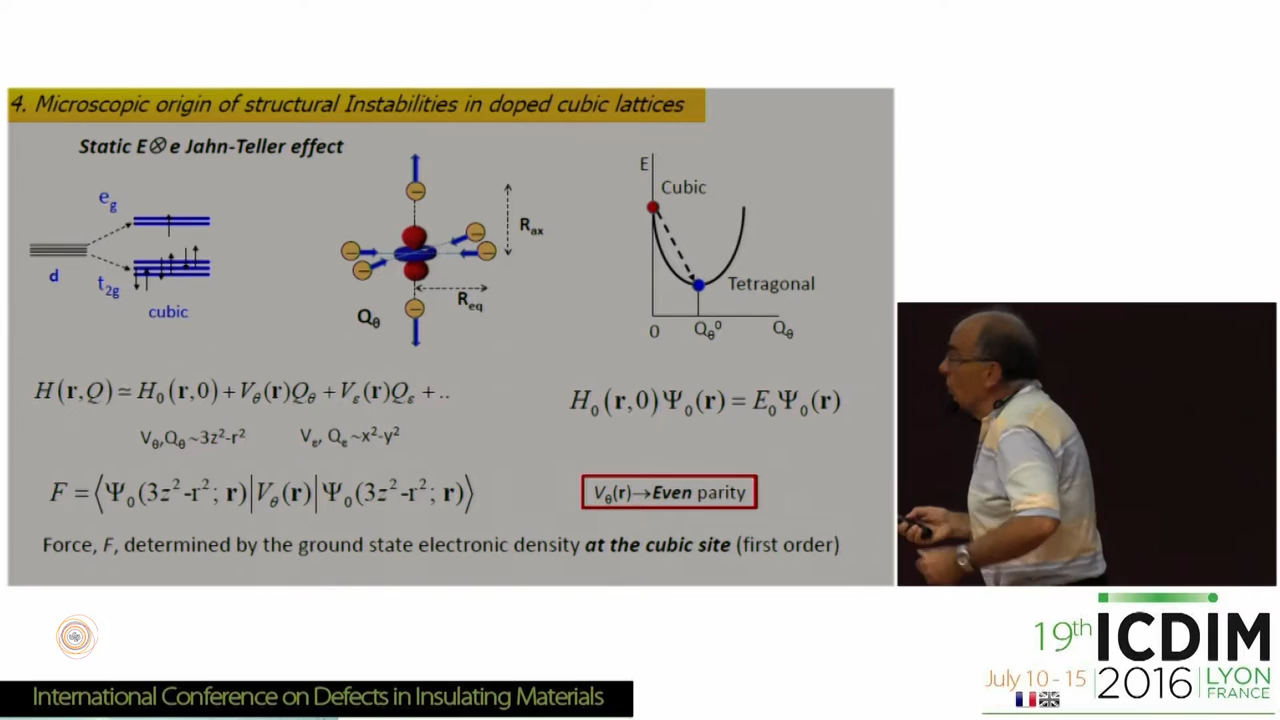 4. Microscopic origin of structural Instabilities in doped cubic lattices
Static E⊗e Jahn-Teller effect
e_g
d
t_2g
cubic
R_ax
R_eq
Q_θ
E
Cubic
Tetragonal
0
Q_θ^0
Q_θ
H(r,Q) ≃ H_0(r,0) + V_θ(r)Q_θ + V_ε(r)Q_ε + ..
H_0(r,0)Ψ_0(r) = E_0Ψ_0(r)
V_θ,Q_θ~3z²-r²
V_ε, Q_ε~x²-y²
F = ⟨Ψ_0(3z²-r²; r)|V_θ(r)|Ψ_0(3z²-r²; r)⟩
V_θ(r)→Even parity
Force, F, determined by the ground state electronic density at the cubic site (first order)
19th ICDIM
July 10 - 15
2016
LYON
FRANCE
International Conference on Defects in Insulating Materials